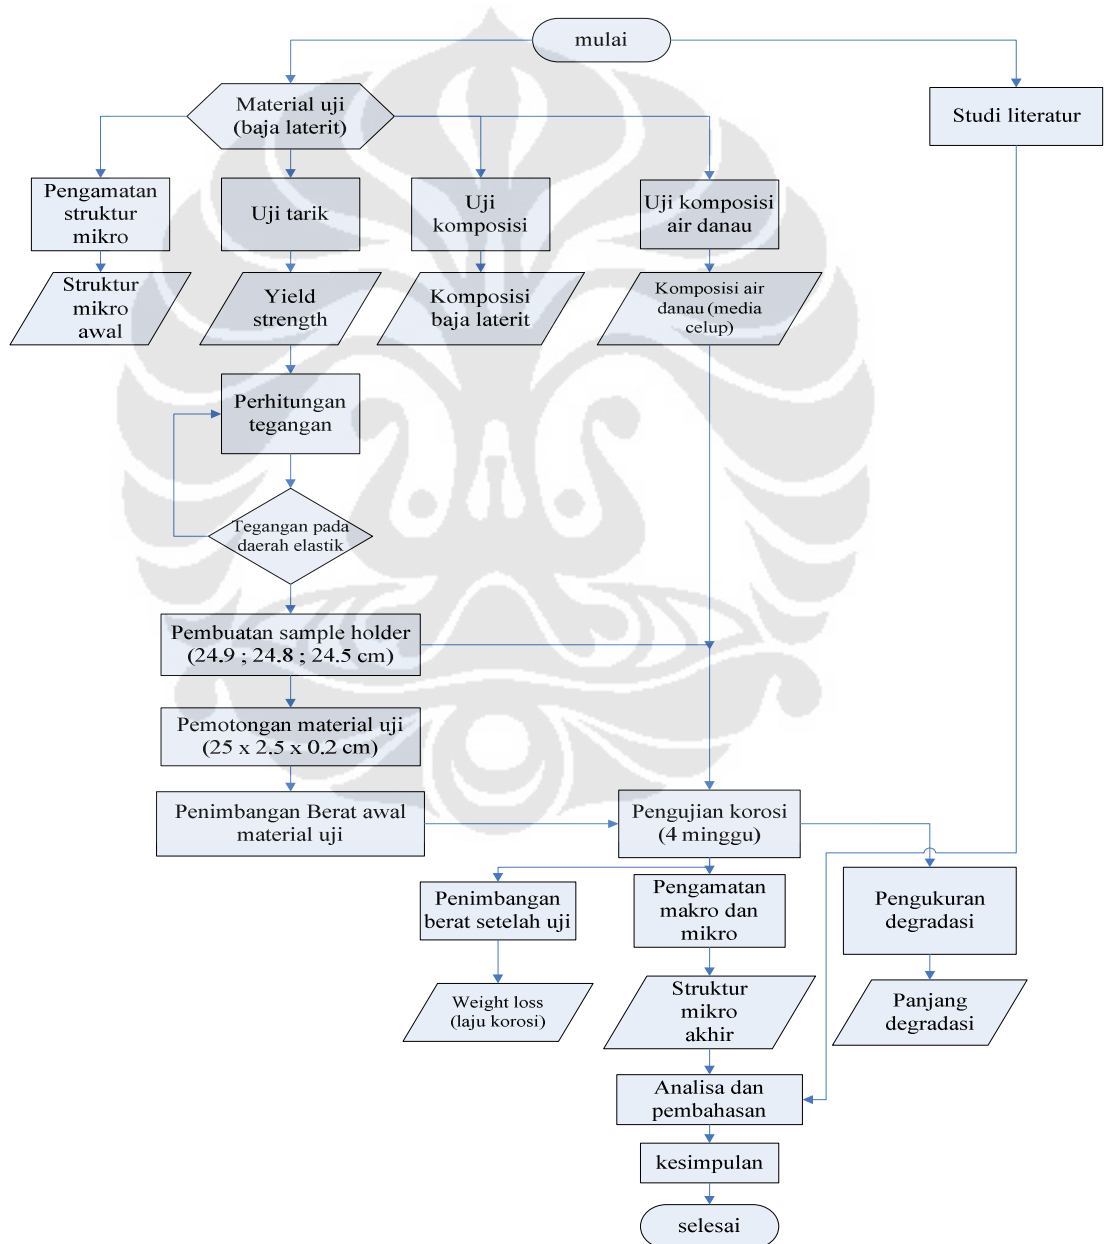 mulai
Material uji
(baja laterit)
Studi literatur
Pengamatan
struktur
mikro
Uji tarik
Uji
komposisi
Uji komposisi
air danau
Struktur
mikro
awal
Yield
strength
Komposisi
baja laterit
Komposisi air
danau (media
celup)
Perhitungan
tegangan
Tegangan pada
daerah elastik
Pembuatan sample holder
(24.9 ; 24.8 ; 24.5 cm)
Pemotongan material uji
(25 x 2.5 x 0.2 cm)
Penimbangan Berat awal
material uji
Pengujian korosi
(4 minggu)
Penimbangan
berat setelah uji
Pengamatan
makro dan
mikro
Pengukuran
degradasi
Weight loss
(laju korosi)
Struktur
mikro
akhir
Panjang
degradasi
Analisa dan
pembahasan
kesimpulan
selesai